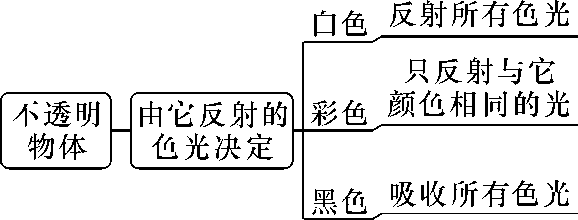 不透明
物体
由它反射的
色光决定
白色
反射所有色光
彩色
只反射与它
颜色相同的光
黑色
吸收所有色光